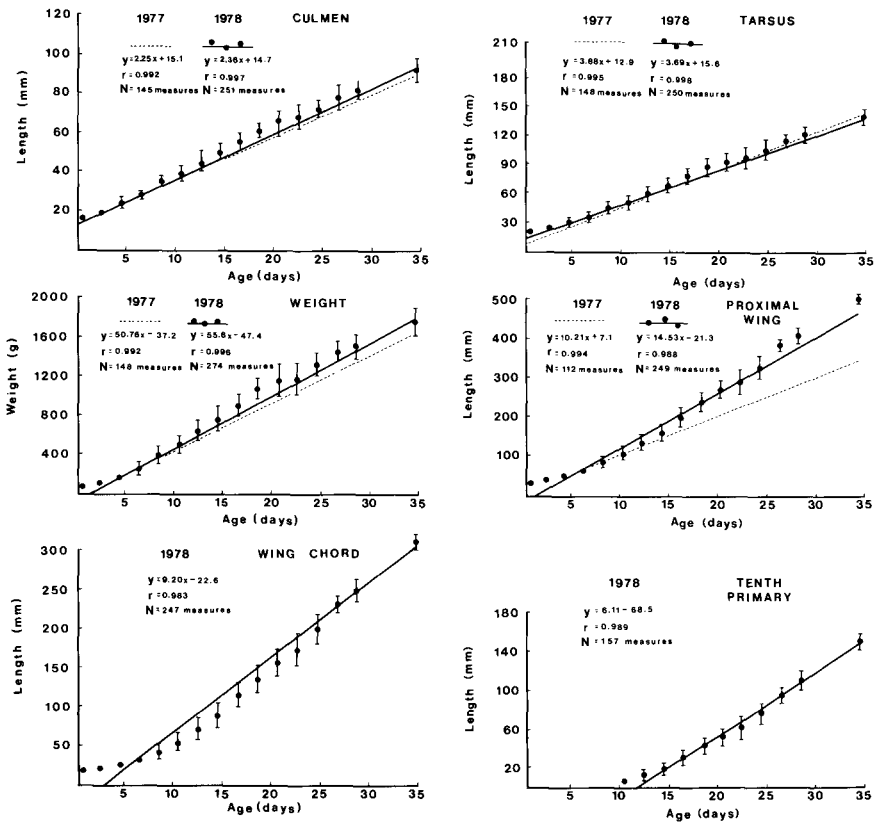 CULMEN
1977 1978
y=2.25x+15.1 y=2.36x+14.7
r=0.992 r=0.997
N=145 measures N=251 measures
120
100
80
60
40
20
Length (mm)
5 10 15 20 25 30 35
Age (days)
TARSUS
1977 1978
y=3.88x+12.9 y=3.69x+15.6
r=0.995 r=0.998
N=148 measures N=250 measures
210
180
150
120
90
60
30
Length (mm)
5 10 15 20 25 30 35
Age (days)
WEIGHT
1977 1978
y=50.76x-37.2 y=55.6x-47.4
r=0.992 r=0.996
N=148 measures N=274 measures
2000
1600
1200
800
400
Weight (g)
5 10 15 20 25 30 35
Age (days)
PROXIMAL
WING
1977 1978
y=10.21x+7.1 y=14.53x-21.3
r=0.994 r=0.988
N=112 measures N=249 measures
500
400
300
200
100
Length (mm)
5 10 15 20 25 30 35
Age (days)
1978 WING CHORD
y=9.20x-22.6
r=0.983
N=247 measures
300
250
200
150
100
50
Length (mm)
5 10 15 20 25 30 35
Age (days)
1978 TENTH
PRIMARY
y=6.11-68.5
r=0.989
N=157 measures
180
140
100
60
20
Length (mm)
5 10 15 20 25 30 35
Age (days)